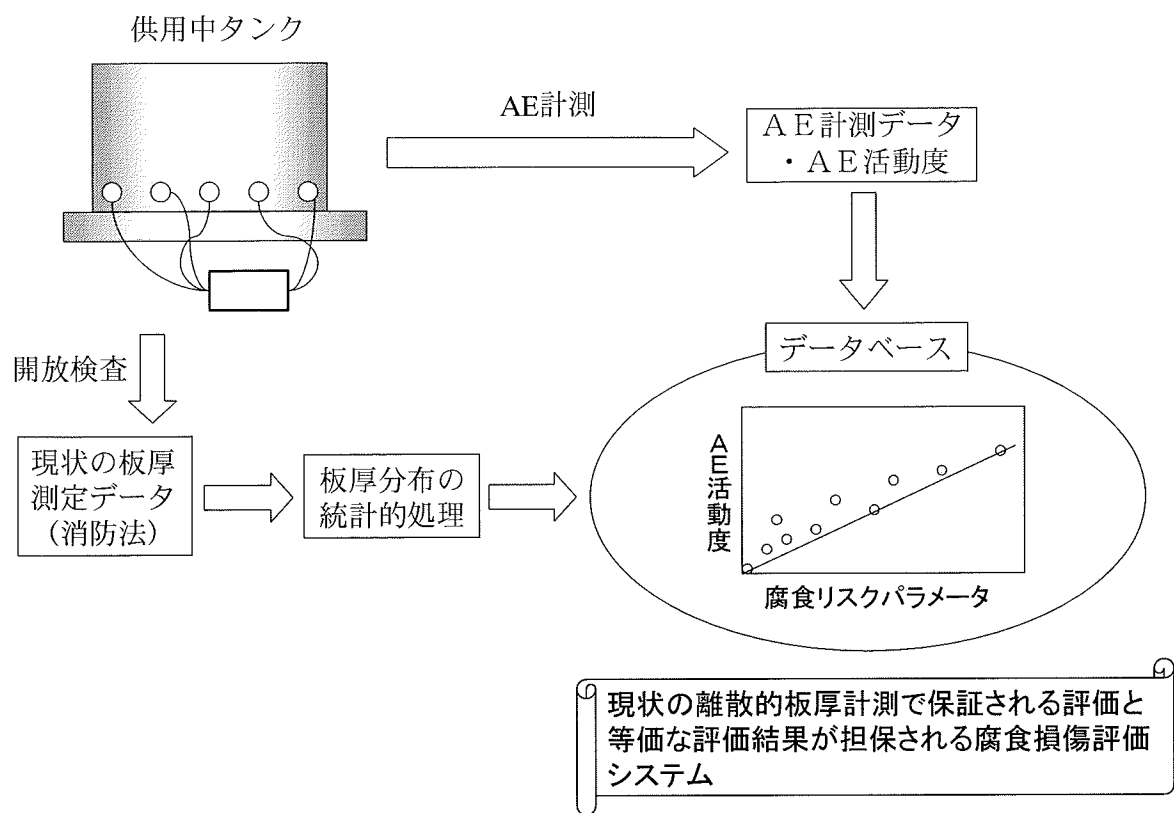 供用中タンク
AE計測
ＡＥ計測データ
・ＡＥ活動度
開放検査
データベース
現状の板厚
測定データ
（消防法）
板厚分布の
統計的処理
AE活動度
腐食リスクパラメータ
現状の離散的板厚計測で保証される評価と
等価な評価結果が担保される腐食損傷評価
システム